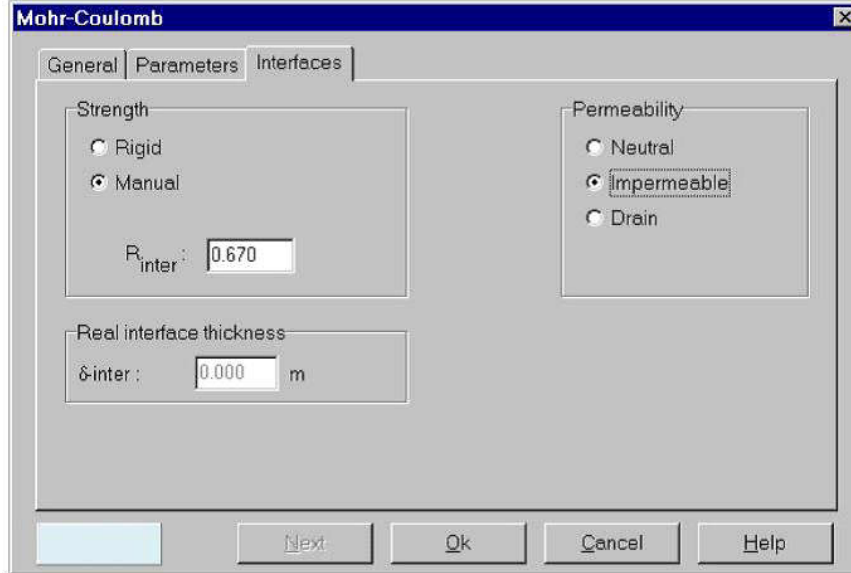 Mohr-Coulomb
General Parameters Interfaces
Strength
Rigid
Manual
R inter : 0.670
Permeability
Neutral
Impermeable
Drain
Real interface thickness
δ-inter : 0.000 m
Next Ok Cancel Help